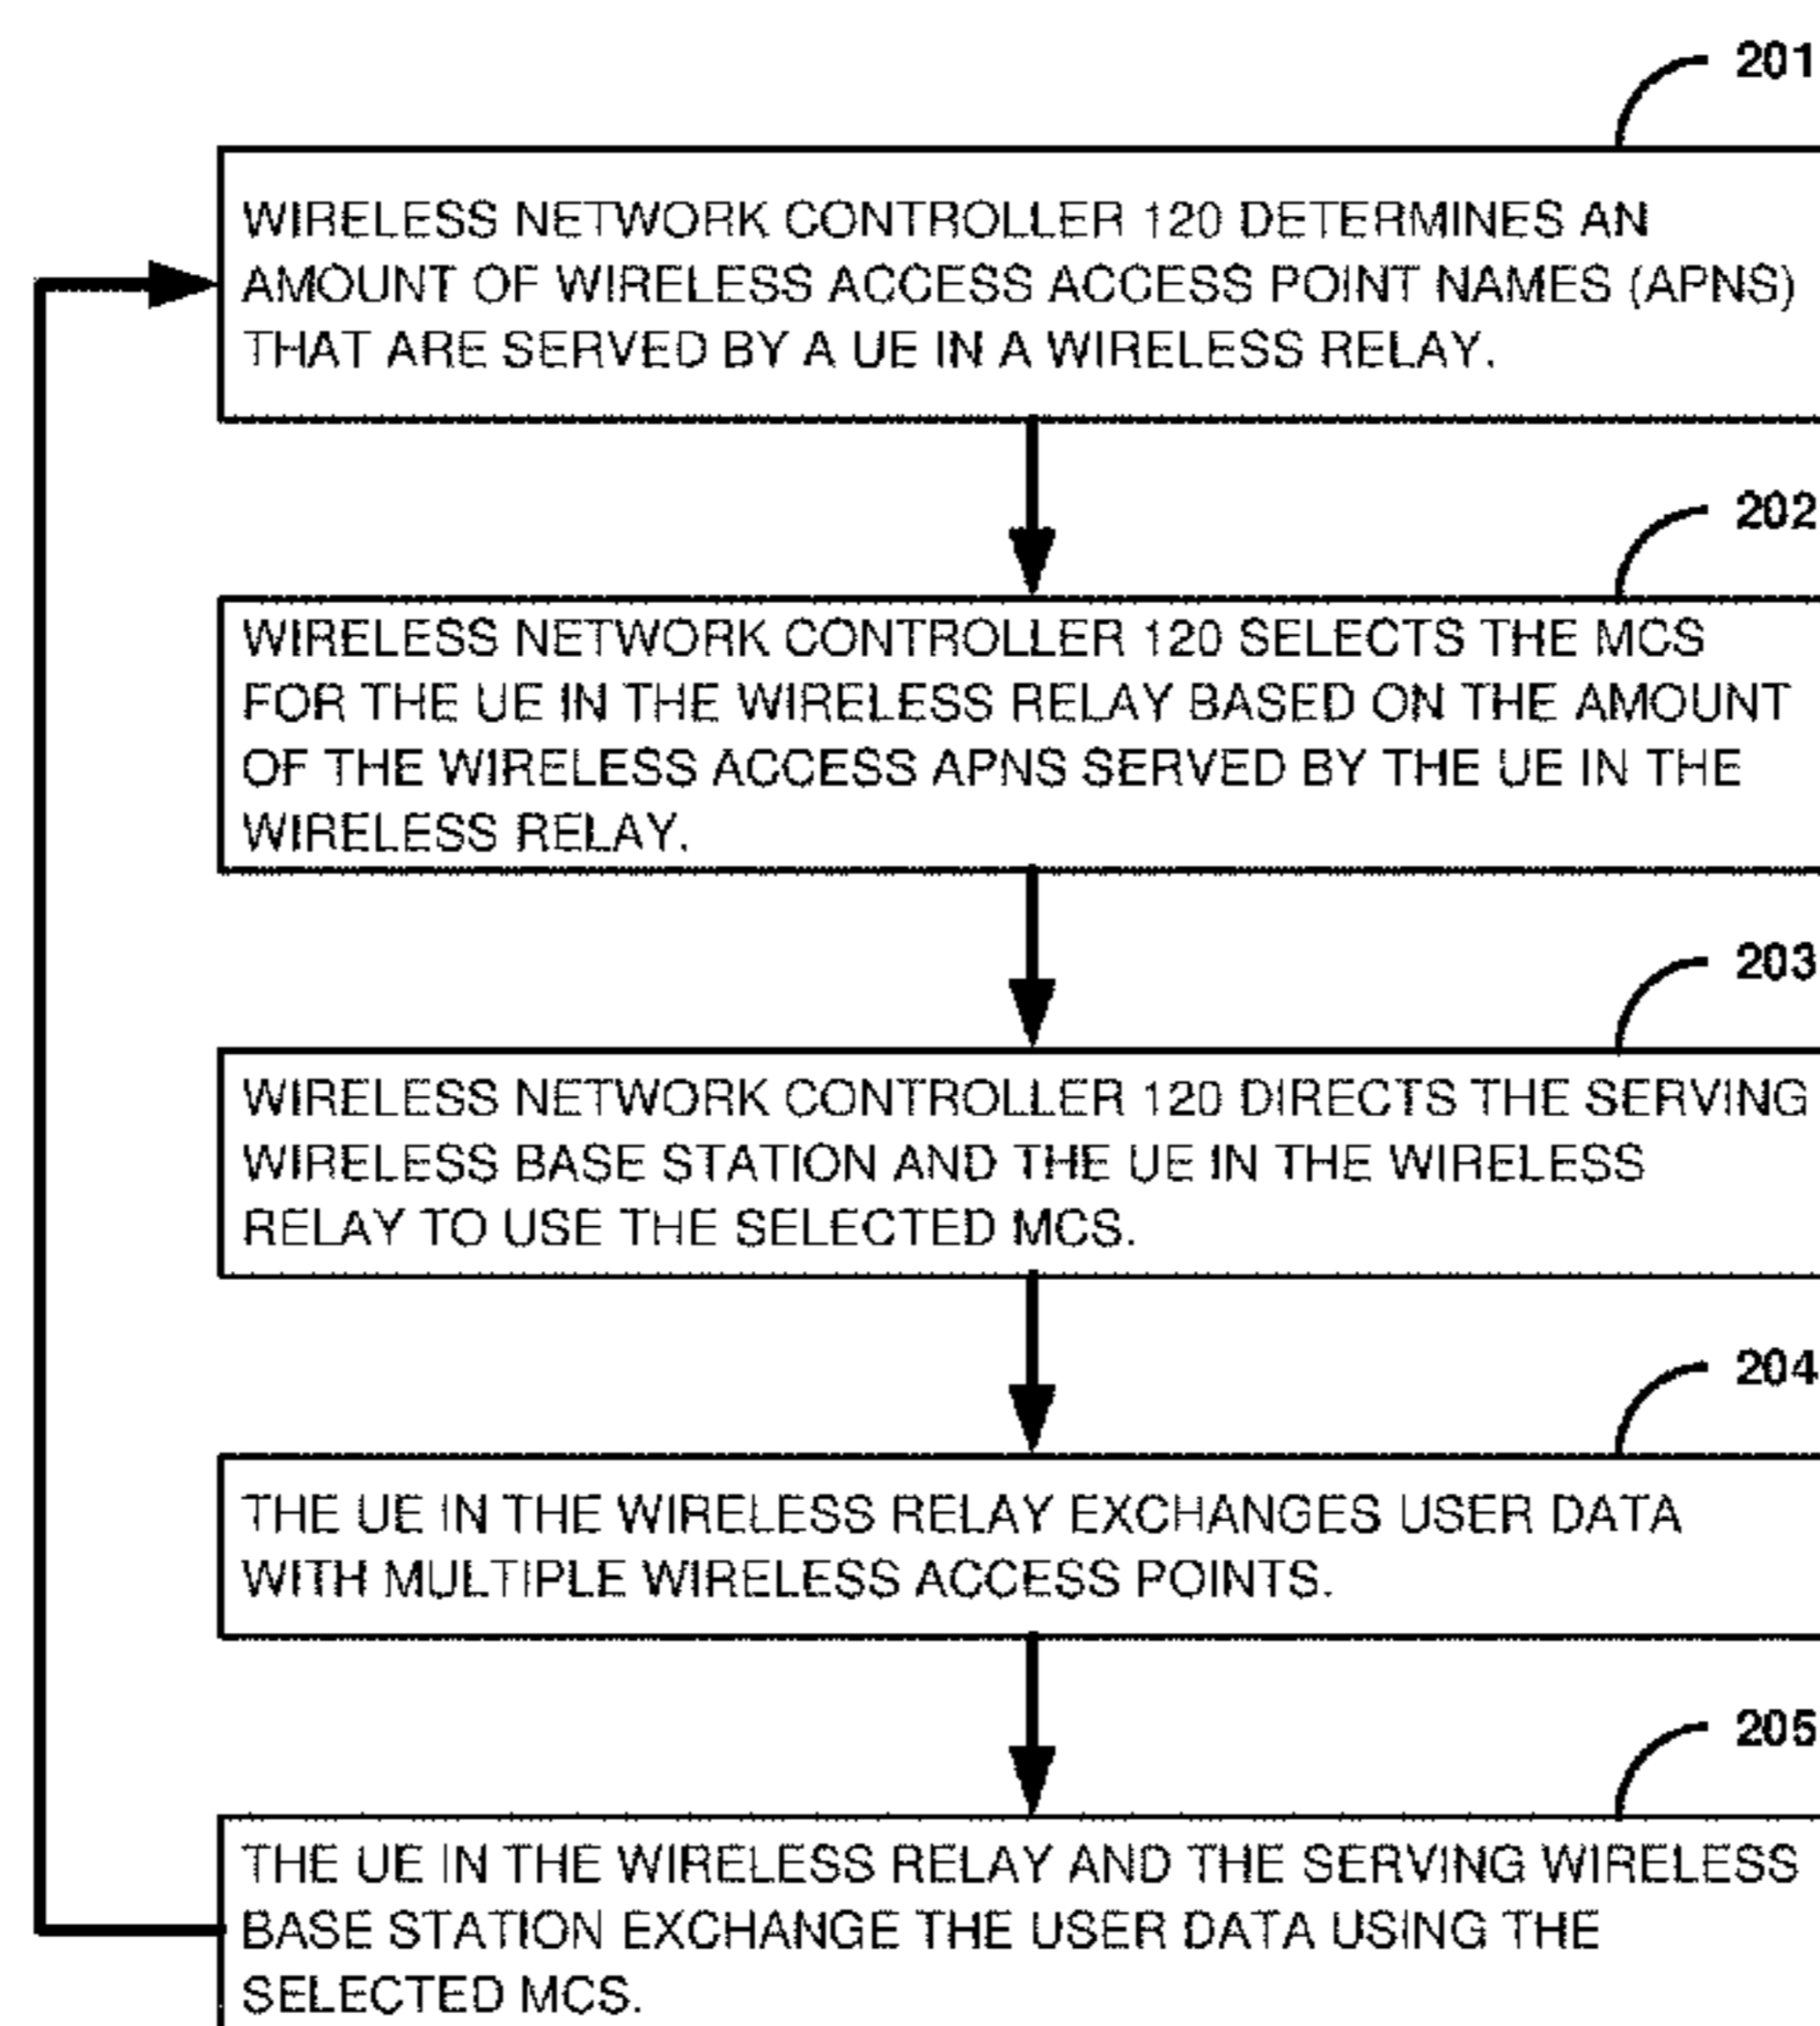 201
WIRELESS NETWORK CONTROLLER 120 DETERMINES AN
AMOUNT OF WIRELESS ACCESS ACCESS POINT NAMES (APNS)
THAT ARE SERVED BY A UE IN A WIRELESS RELAY.
202
WIRELESS NETWORK CONTROLLER 120 SELECTS THE MCS
FOR THE UE IN THE WIRELESS RELAY BASED ON THE AMOUNT
OF THE WIRELESS ACCESS APNS SERVED BY THE UE IN THE
WIRELESS RELAY.
203
WIRELESS NETWORK CONTROLLER 120 DIRECTS THE SERVING
WIRELESS BASE STATION AND THE UE IN THE WIRELESS
RELAY TO USE THE SELECTED MCS.
204
THE UE IN THE WIRELESS RELAY EXCHANGES USER DATA
WITH MULTIPLE WIRELESS ACCESS POINTS.
205
THE UE IN THE WIRELESS RELAY AND THE SERVING WIRELESS
BASE STATION EXCHANGE THE USER DATA USING THE
SELECTED MCS.